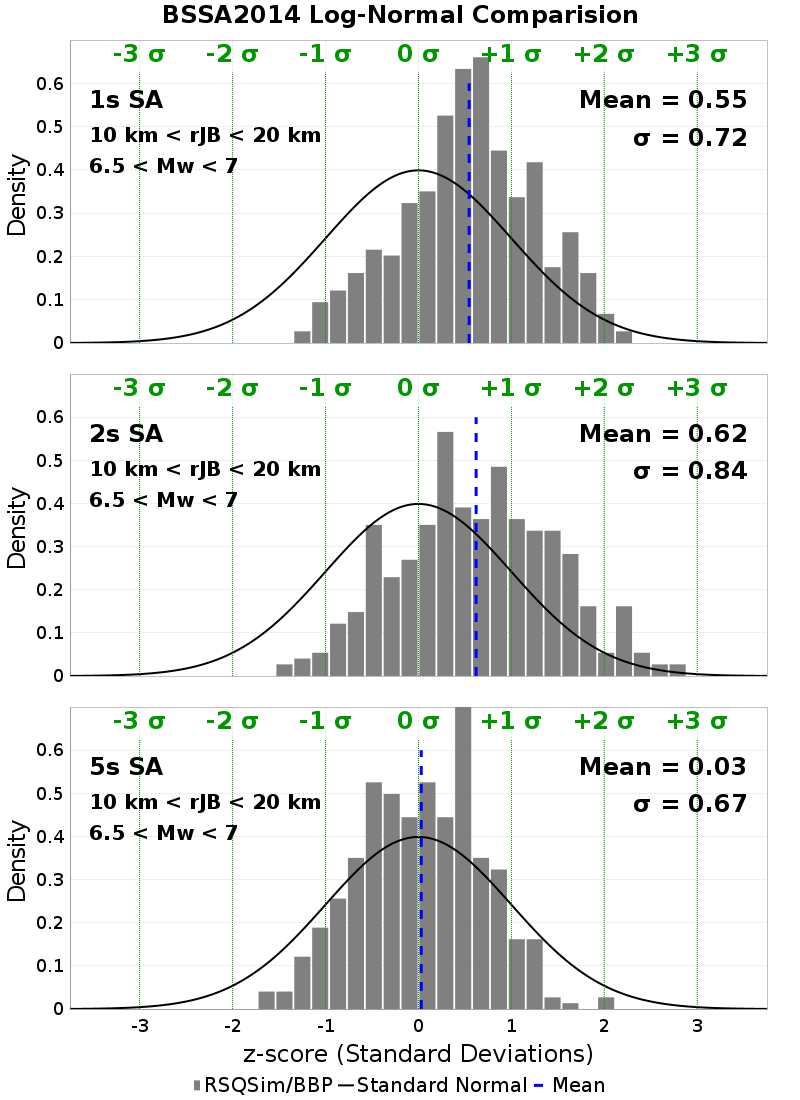 BSSA2014 Log-Normal Comparision
-3 σ -2 σ -1 σ 0 σ +1 σ +2 σ +3 σ
1s SA
10 km < rJB < 20 km
6.5 < Mw < 7
Mean = 0.55
σ = 0.72
Density
0.6
0.5
0.4
0.3
0.2
0.1
0
-3 σ -2 σ -1 σ 0 σ +1 σ +2 σ +3 σ
2s SA
10 km < rJB < 20 km
6.5 < Mw < 7
Mean = 0.62
σ = 0.84
Density
0.6
0.5
0.4
0.3
0.2
0.1
0
-3 σ -2 σ -1 σ 0 σ +1 σ +2 σ +3 σ
5s SA
10 km < rJB < 20 km
6.5 < Mw < 7
Mean = 0.03
σ = 0.67
Density
0.6
0.5
0.4
0.3
0.2
0.1
0
-3 -2 -1 0 1 2 3
z-score (Standard Deviations)
RSQSim/BBP Standard Normal Mean